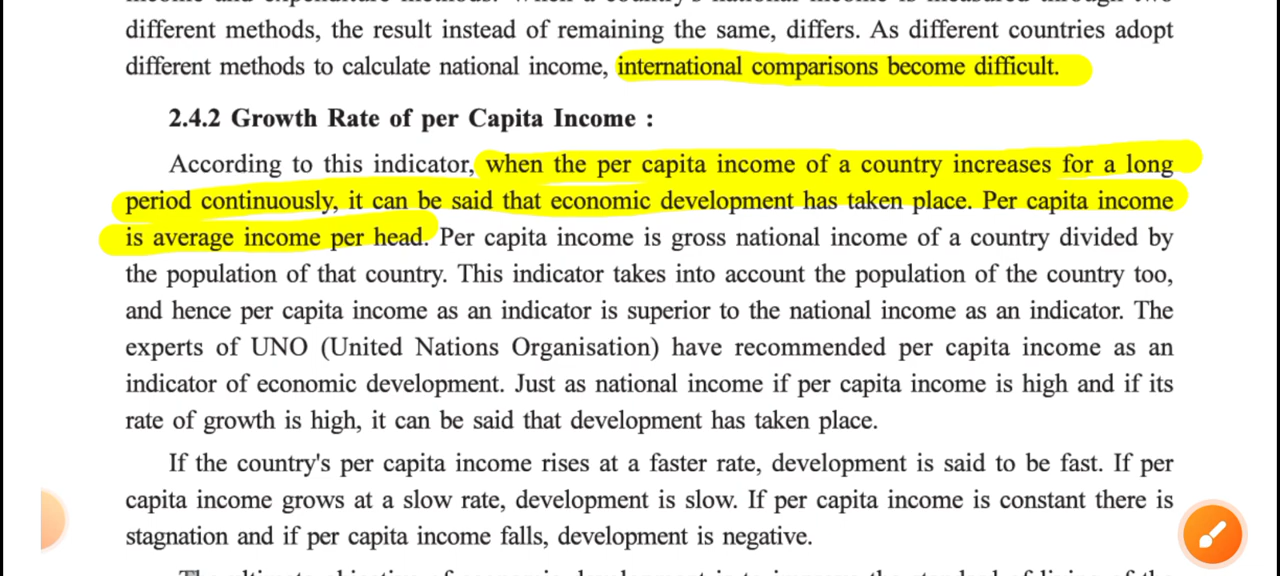 different methods, the result instead of remaining the same, differs. As different countries adopt
different methods to calculate national income, international comparisons become difficult.
2.4.2 Growth Rate of per Capita Income :
According to this indicator, when the per capita income of a country increases for a long
period continuously, it can be said that economic development has taken place. Per capita income
is average income per head. Per capita income is gross national income of a country divided by
the population of that country. This indicator takes into account the population of the country too,
and hence per capita income as an indicator is superior to the national income as an indicator. The
experts of UNO (United Nations Organisation) have recommended per capita income as an
indicator of economic development. Just as national income if per capita income is high and if its
rate of growth is high, it can be said that development has taken place.
If the country's per capita income rises at a faster rate, development is said to be fast. If per
capita income grows at a slow rate, development is slow. If per capita income is constant there is
stagnation and if per capita income falls, development is negative.